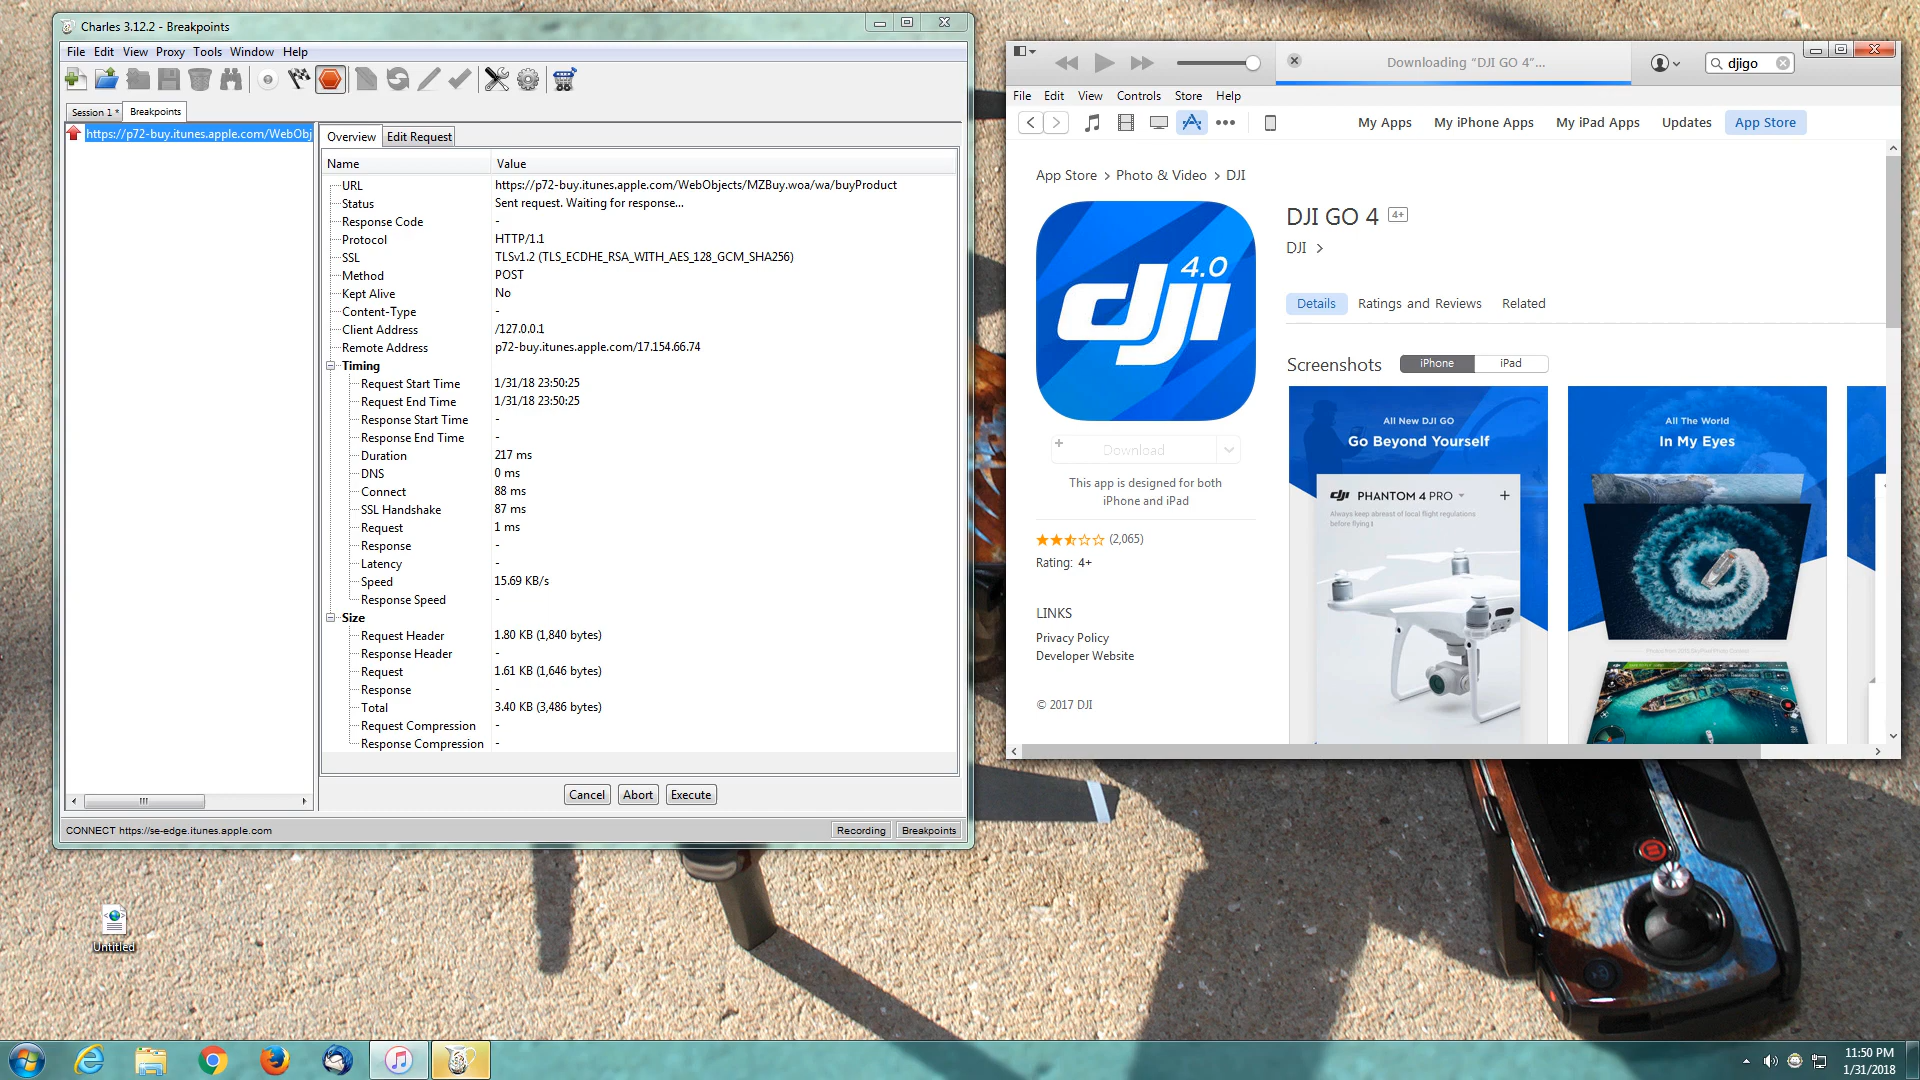 Charles 3.12.2 - Breakpoints
File Edit View Proxy Tools Window Help
Session 1 * Breakpoints
https://p72-buy.itunes.apple.com/WebObj
Overview Edit Request
Name Value
URL https://p72-buy.itunes.apple.com/WebObjects/MZBuy.woa/wa/buyProduct
Status Sent request. Waiting for response...
Response Code -
Protocol HTTP/1.1
SSL TLSv1.2 (TLS_ECDHE_RSA_WITH_AES_128_GCM_SHA256)
Method POST
Kept Alive No
Content-Type -
Client Address /127.0.0.1
Remote Address p72-buy.itunes.apple.com/17.154.66.74
Timing
Request Start Time 1/31/18 23:50:25
Request End Time 1/31/18 23:50:25
Response Start Time -
Response End Time -
Duration 217 ms
DNS 0 ms
Connect 88 ms
SSL Handshake 87 ms
Request 1 ms
Response -
Latency -
Speed 15.69 KB/s
Response Speed -
Size
Request Header 1.80 KB (1,840 bytes)
Response Header -
Request 1.61 KB (1,646 bytes)
Response -
Total 3.40 KB (3,486 bytes)
Request Compression -
Response Compression -
Cancel Abort Execute
CONNECT https://se-edge.itunes.apple.com Recording Breakpoints
Downloading "DJI GO 4"...
djigo
File Edit View Controls Store Help
My Apps My iPhone Apps My iPad Apps Updates App Store
App Store > Photo & Video > DJI
4.0
dji
DJI GO 4 4+
DJI >
Details Ratings and Reviews Related
Screenshots iPhone iPad
Download
This app is designed for both
iPhone and iPad
(2,065)
Rating: 4+
LINKS
Privacy Policy
Developer Website
© 2017 DJI
All New DJI GO
Go Beyond Yourself
dji PHANTOM 4 PRO +
Always keep abreast of local flight regulations
before flying
All The World
In My Eyes
Untitled
11:50 PM
1/31/2018